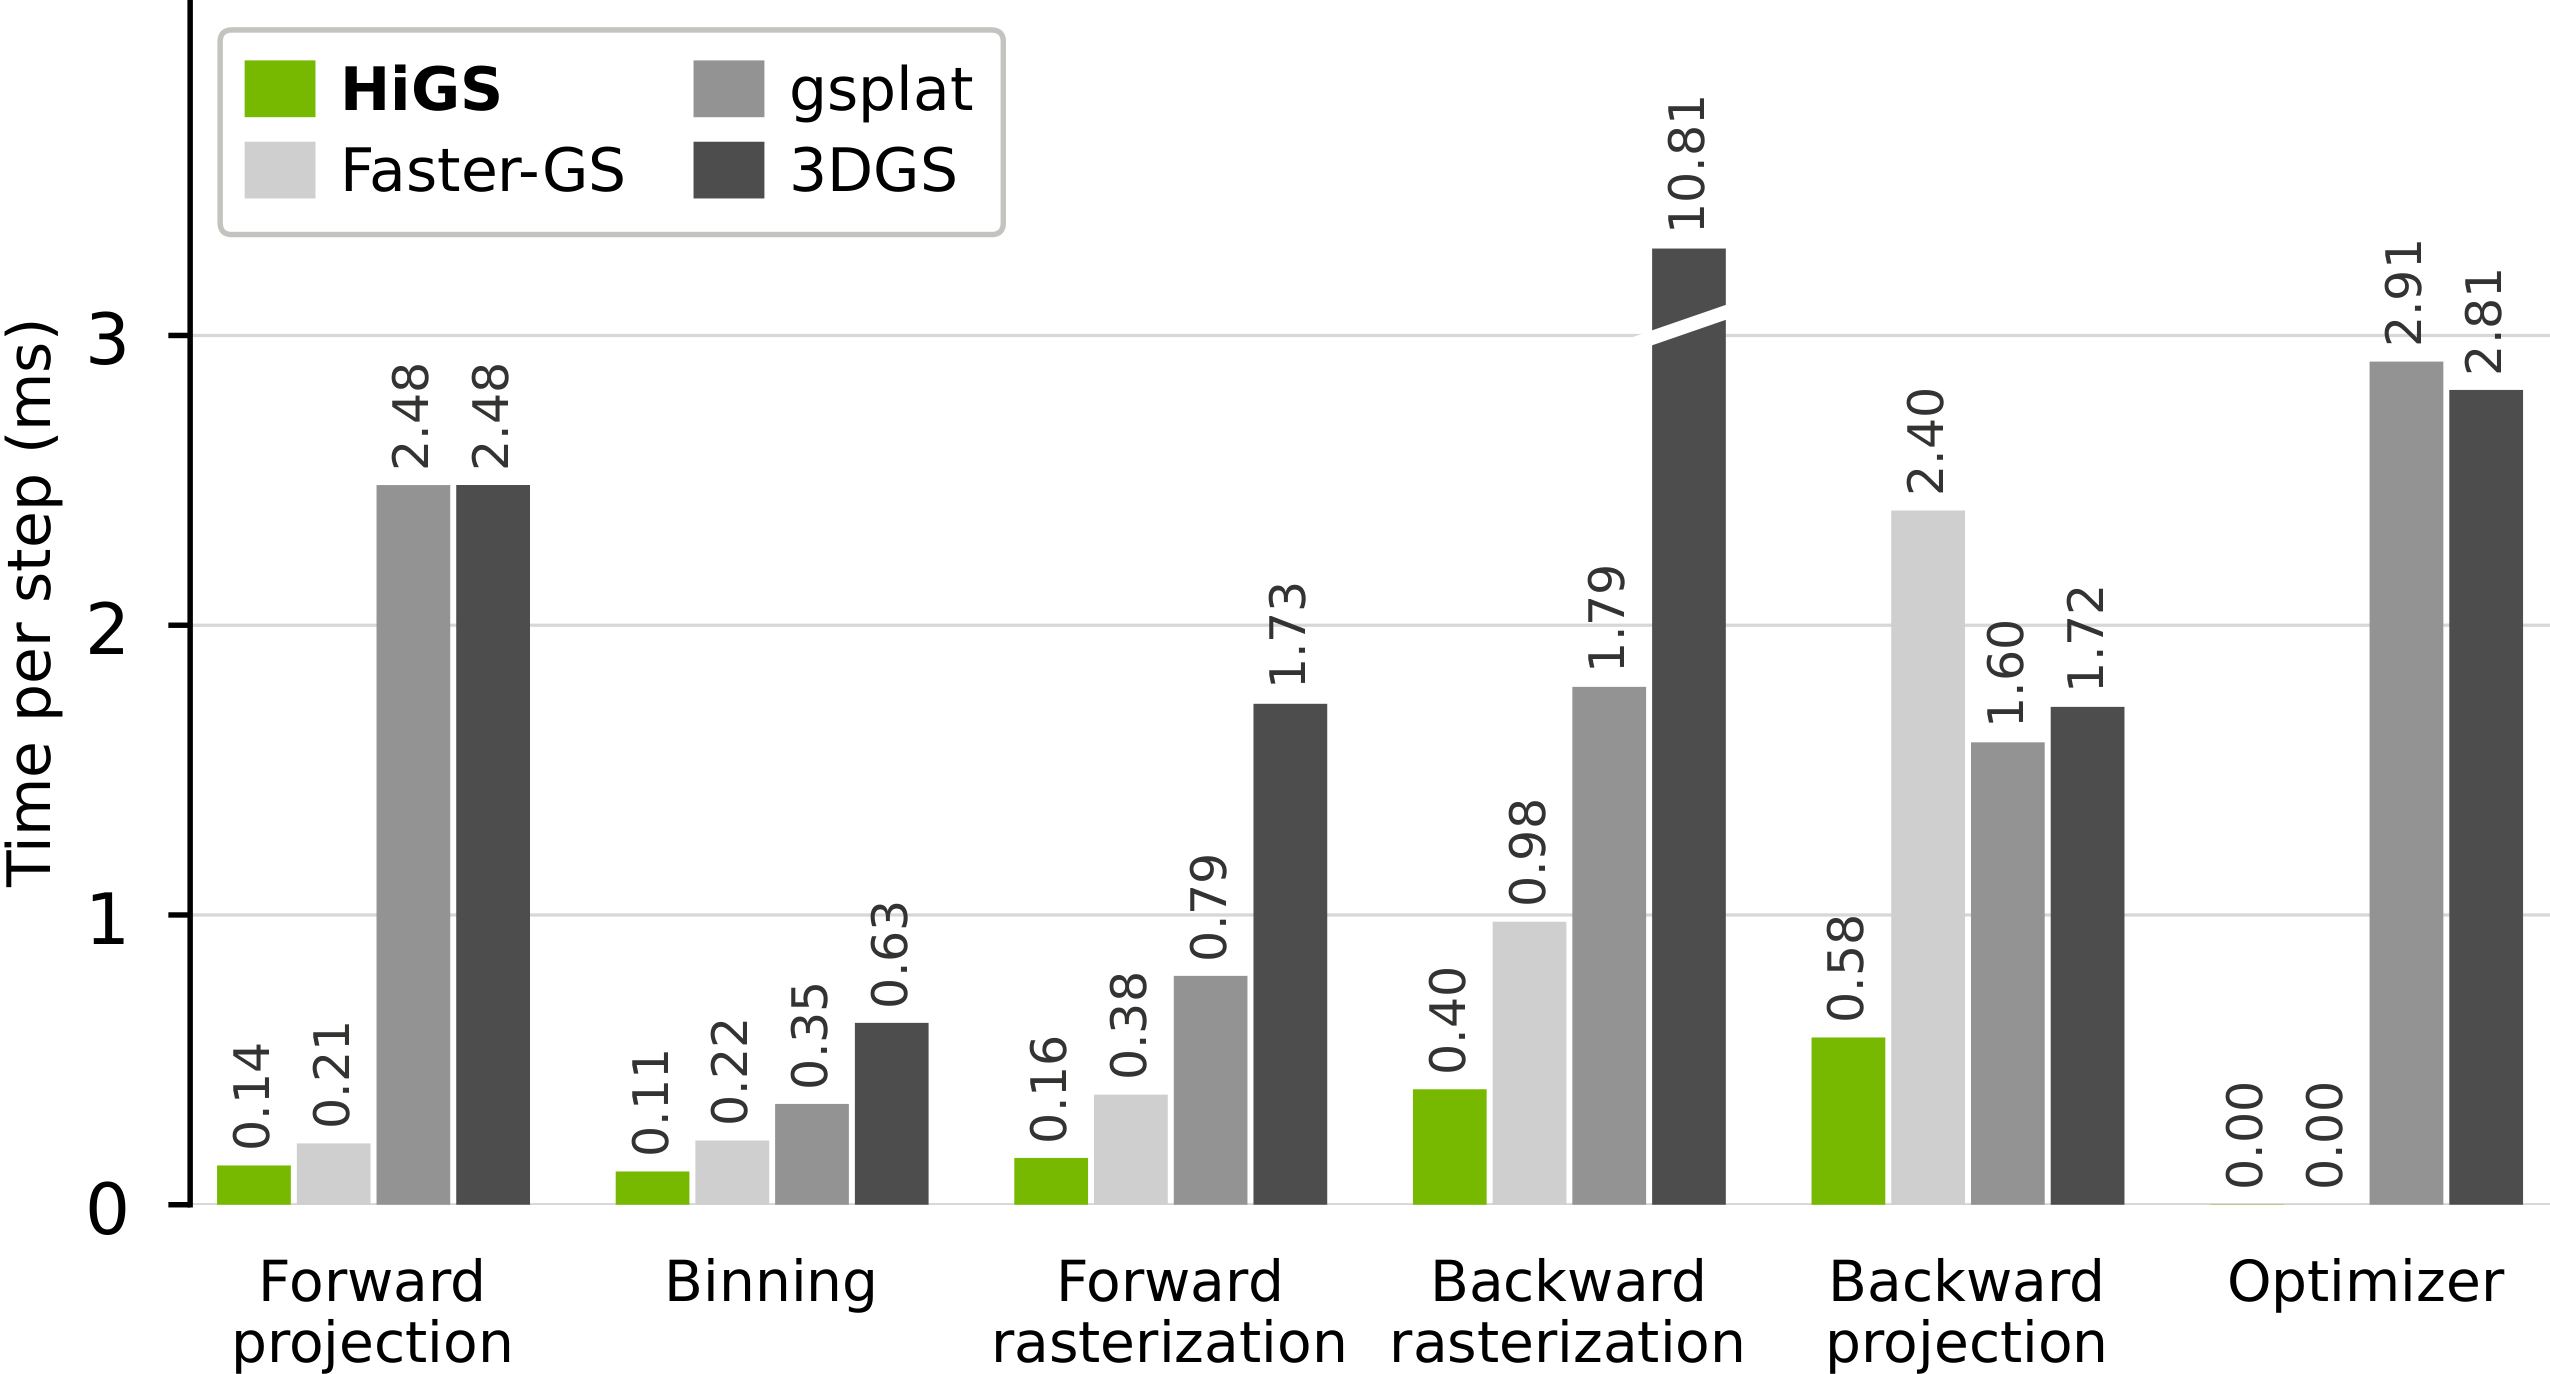 HiGS
gsplat
Faster-GS
3DGS
Time per step (ms)
3
2
1
0
0.14
0.21
2.48
2.48
0.11
0.22
0.35
0.63
0.16
0.38
0.79
1.73
0.40
0.98
1.79
10.81
0.58
2.40
1.60
1.72
0.00
0.00
2.91
2.81
Forward
projection
Binning
Forward
rasterization
Backward
rasterization
Backward
projection
Optimizer